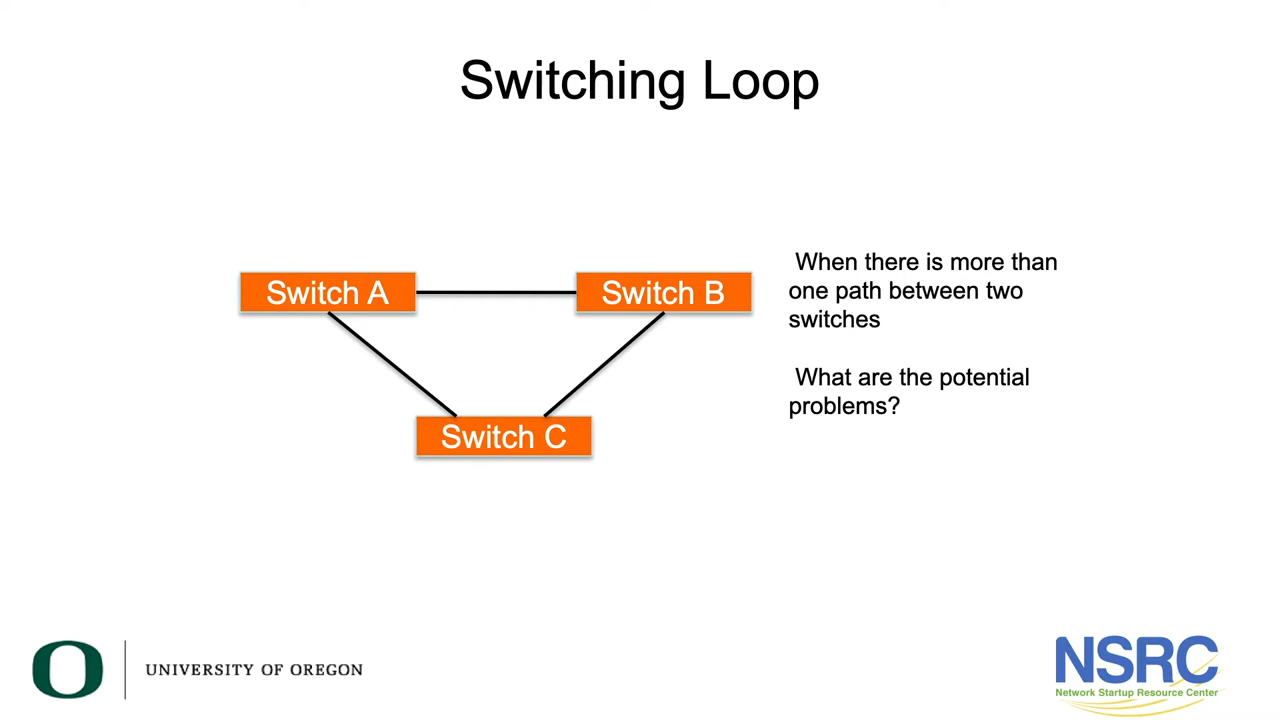 Switching Loop
Switch A
Switch B
Switch C
When there is more than
one path between two
switches
What are the potential
problems?
UNIVERSITY OF OREGON
NSRC
Network Startup Resource Center